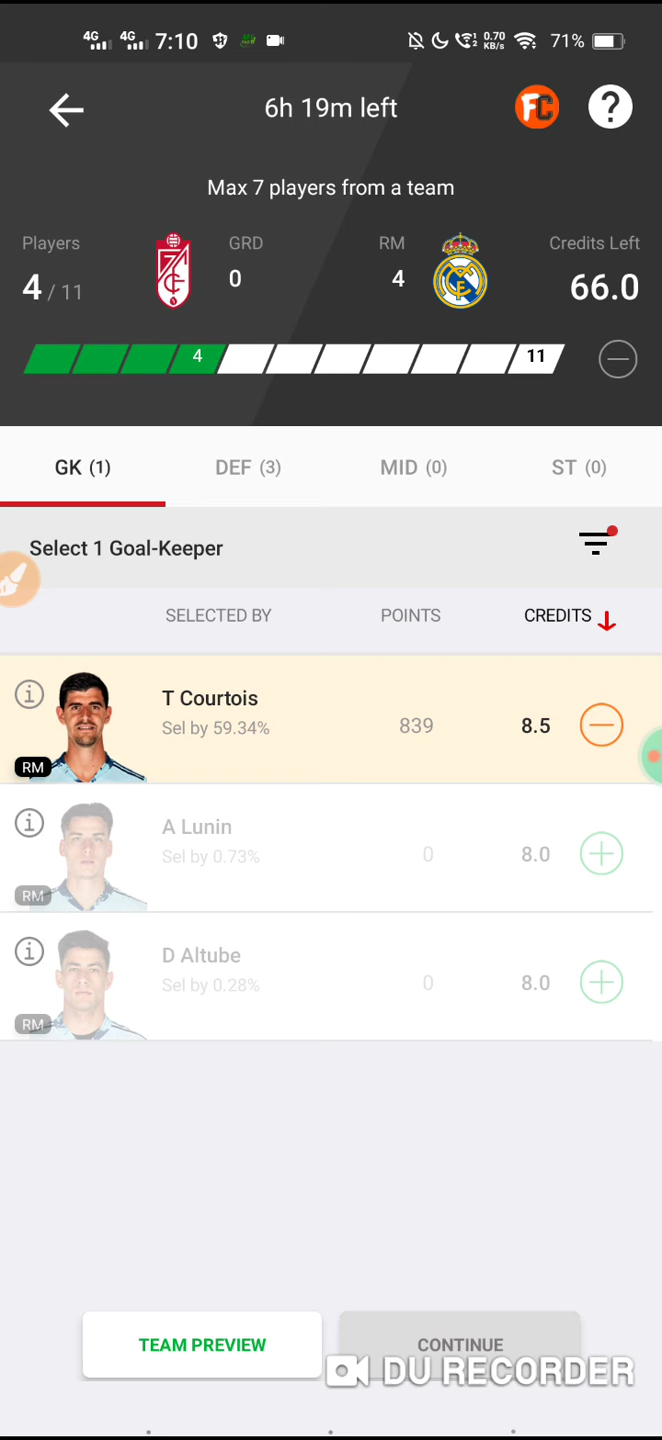 4G 4G 7:10 0.70 KB/s 71%
6h 19m left FC ?
Max 7 players from a team
Players GRD RM Credits Left
4 / 11 0 4 66.0
4 11
GK (1) DEF (3) MID (0) ST (0)
Select 1 Goal-Keeper
SELECTED BY POINTS CREDITS
T Courtois
Sel by 59.34% 839 8.5
RM
A Lunin
Sel by 0.73% 0 8.0
RM
D Altube
Sel by 0.28% 0 8.0
RM
TEAM PREVIEW CONTINUE
DU RECORDER